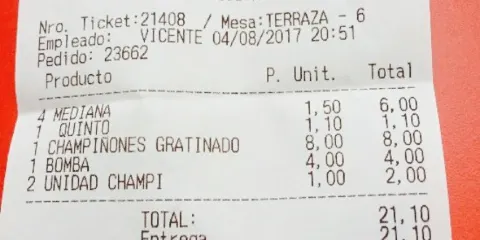 Nro. Ticket:21408 / Mesa:TERRAZA - 6
Empleado: VICENTE 04/08/2017 20:51
Pedido: 23662
Producto P. Unit. Total
4 MEDIANA 1,50 6,00
1 QUINTO 1,10 1,10
1 CHAMPIÑONES GRATINADO 8,00 8,00
1 BOMBA 4,00 4,00
2 UNIDAD CHAMPI 1,00 2,00
TOTAL: 21,10
Entrega 21,10